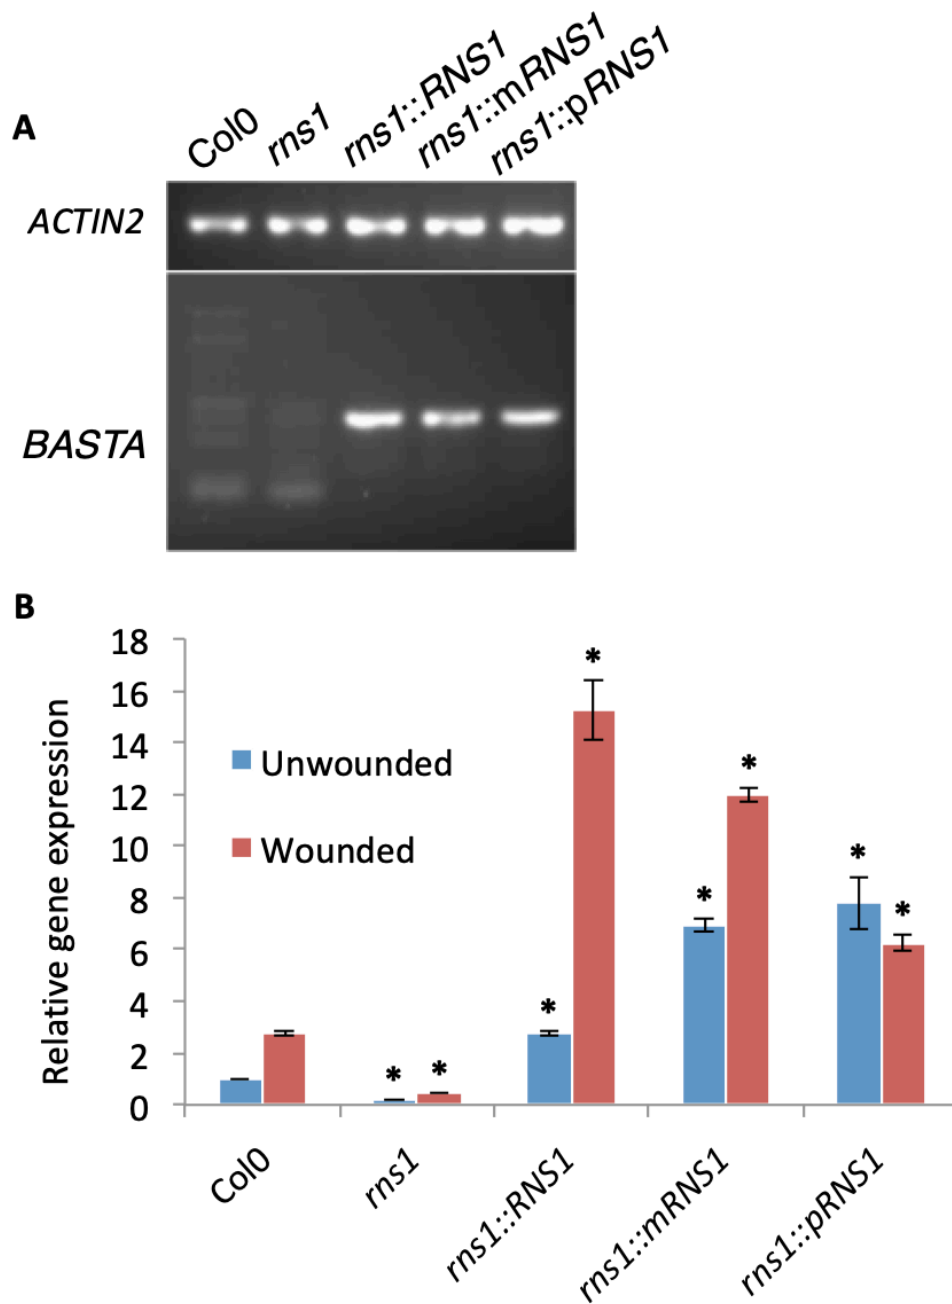 A
Col0
rns1
rns1::RNS1
rns1::mRNS1
rns1::pRNS1
ACTIN2
BASTA
B
Relative gene expression
18
16
14
12
10
8
6
4
2
0
Unwounded
Wounded
*
*
*
*
*
*
*
*
Col0
rns1
rns1::RNS1
rns1::mRNS1
rns1::pRNS1